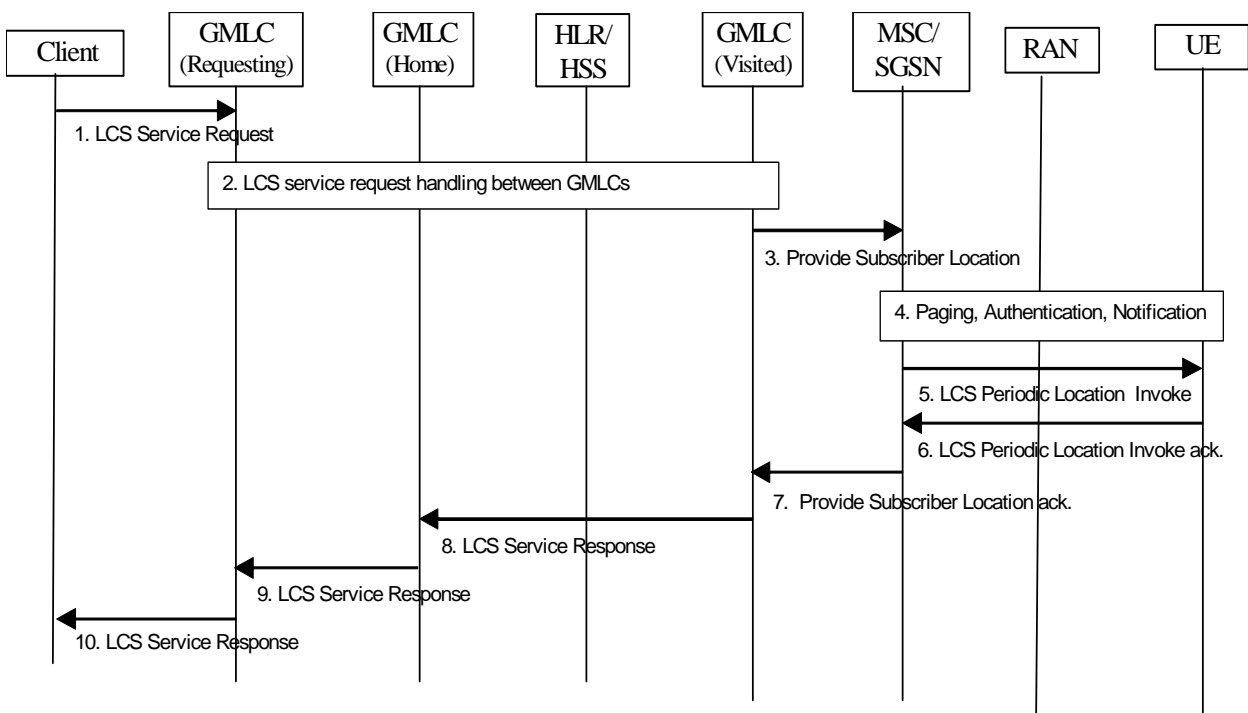 Client
GMLC
(Requesting)
GMLC
(Home)
HLR/
HSS
GMLC
(Visited)
MSC/
SGSN
RAN
UE
1. LCS Service Request
2. LCS service request handling between GMLCs
3. Provide Subscriber Location
4. Paging, Authentication, Notification
5. LCS Periodic Location Invoke
6. LCS Periodic Location Invoke ack.
7. Provide Subscriber Location ack.
8. LCS Service Response
9. LCS Service Response
10. LCS Service Response